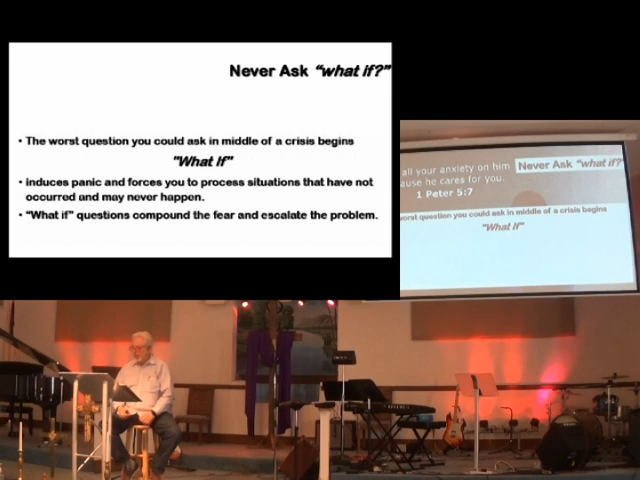 Never Ask “what if?”
• The worst question you could ask in middle of a crisis begins
"What If"
• induces panic and forces you to process situations that have not
occurred and may never happen.
• “What if” questions compound the fear and escalate the problem.
all your anxiety on him
cares for you.
1 Peter 5:7
Never Ask “what if?”
question you could ask in middle of a crisis begins
“What If”